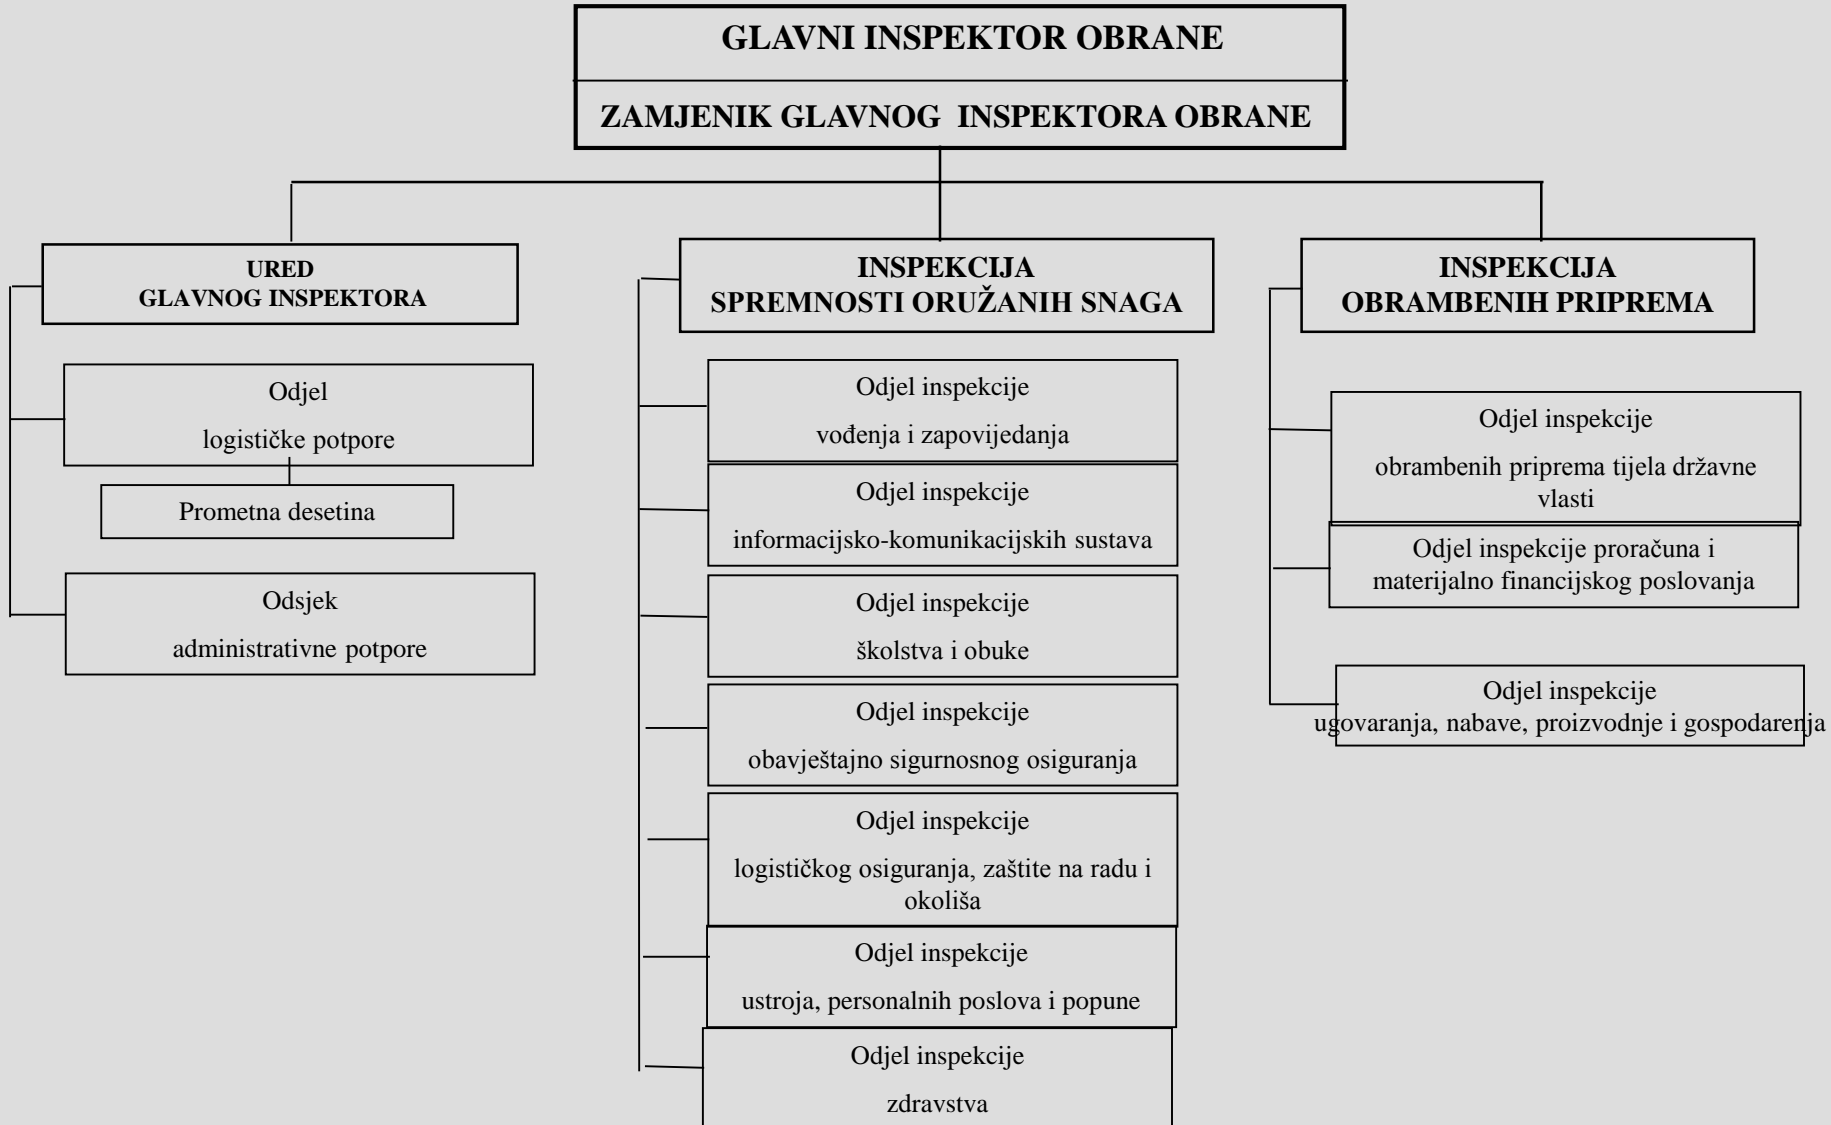 GLAVNI INSPEKTOR OBRANE
ZAMJENIK GLAVNOG INSPEKTORA OBRANE
URED
GLAVNOG INSPEKTORA
Odjel
logističke potpore
Prometna desetina
Odsjek
administrativne potpore
INSPEKCIJA
SPREMNOSTI ORUŽANIH SNAGA
Odjel inspekcije
vođenja i zapovijedanja
Odjel inspekcije
informacijsko-komunikacijskih sustava
Odjel inspekcije
školstva i obuke
Odjel inspekcije
obavještajno sigurnosnog osiguranja
Odjel inspekcije
logističkog osiguranja, zaštite na radu i
okoliša
Odjel inspekcije
ustroja, personalnih poslova i popune
Odjel inspekcije
zdravstva
INSPEKCIJA
OBRAMBENIH PRIPREMA
Odjel inspekcije
obrambenih priprema tijela državne
vlasti
Odjel inspekcije proračuna i
materijalno financijskog poslovanja
Odjel inspekcije
ugovaranja, nabave, proizvodnje i gospodarenja